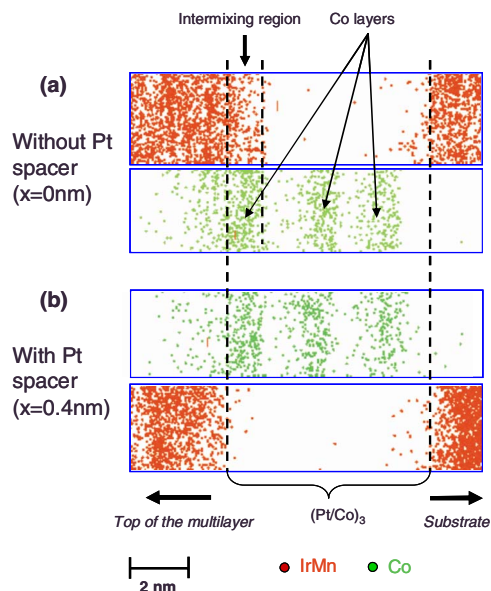 Intermixing region
Co layers
(a)
Without Pt
spacer
(x=0nm)
(b)
With Pt
spacer
(x=0.4nm)
Top of the multilayer
(Pt/Co)₃
Substrate
2 nm
IrMn
Co